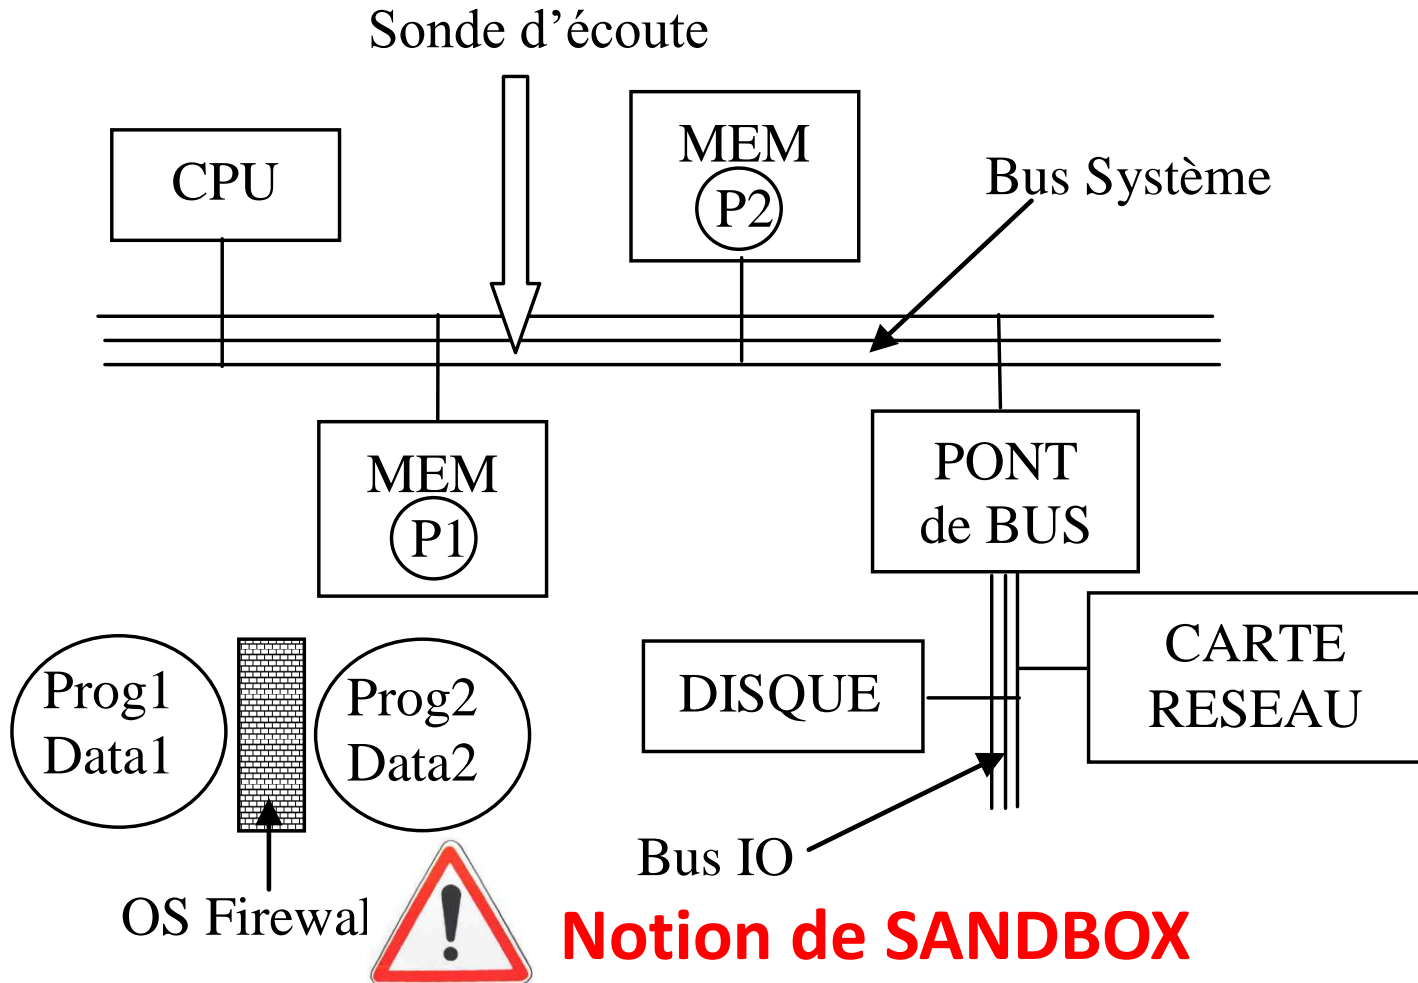 Sonde d'écoute
CPU
MEM
P2
Bus Système
MEM
P1
PONT
de BUS
Prog1
Data1
Prog2
Data2
DISQUE
CARTE
RESEAU
Bus IO
OS Firewal
Notion de SANDBOX